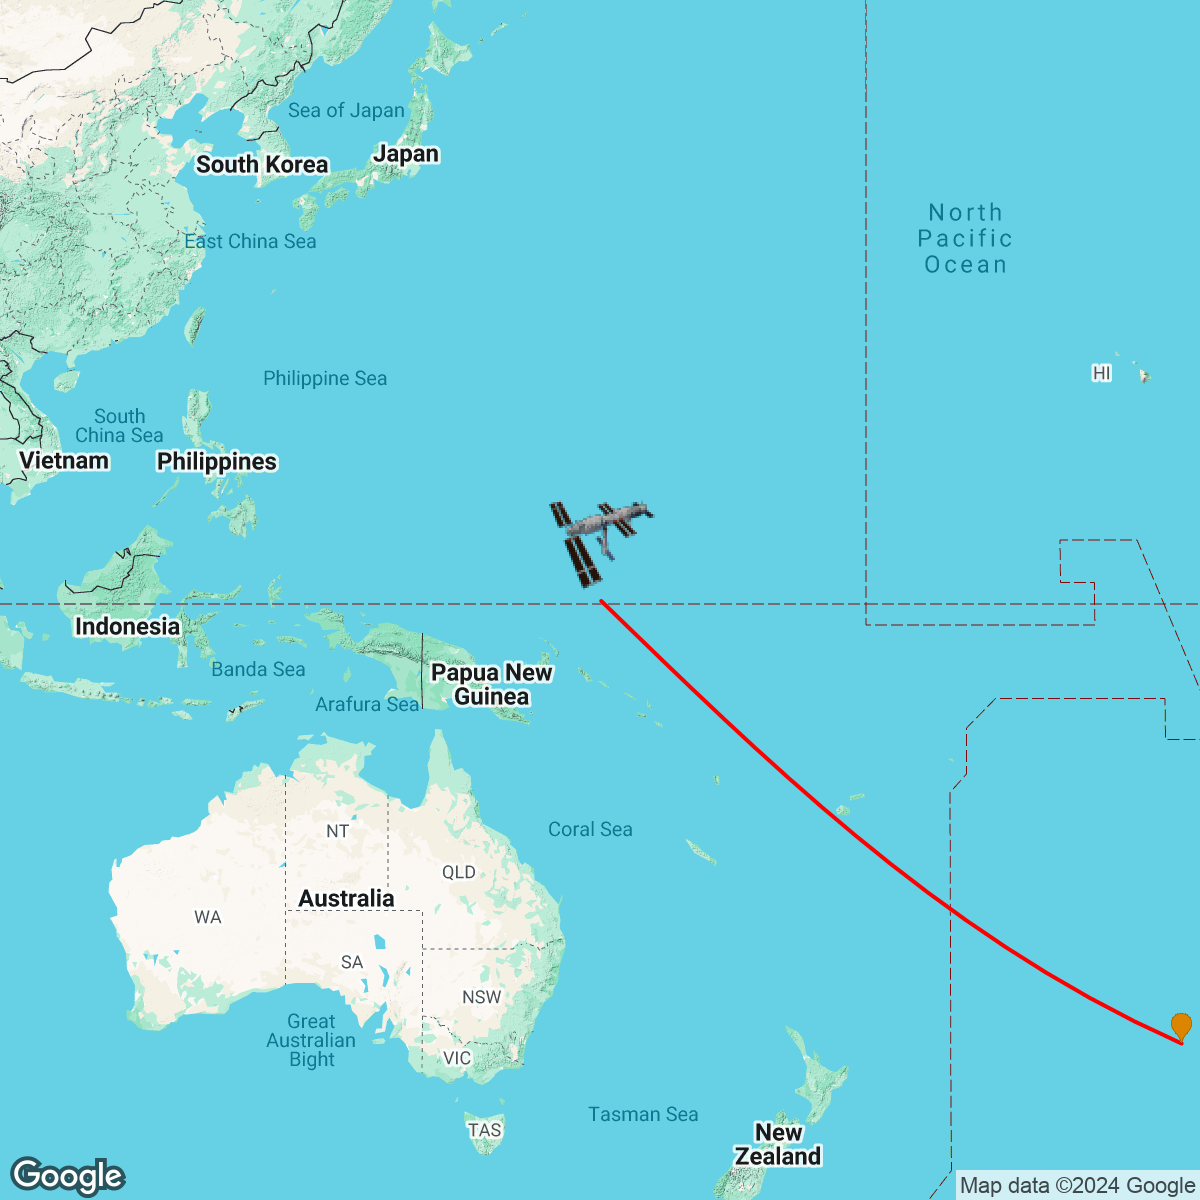 Sea of Japan
Japan
South Korea
North
Pacific
Ocean
East China Sea
HI
Philippine Sea
South
China Sea
Vietnam
Philippines
Indonesia
Banda Sea
Papua New
Guinea
Arafura Sea
Coral Sea
NT
QLD
Australia
WA
SA
NSW
Great
Australian
Bight
VIC
Tasman Sea
TAS
New
Zealand
Google
Map data ©2024 Google